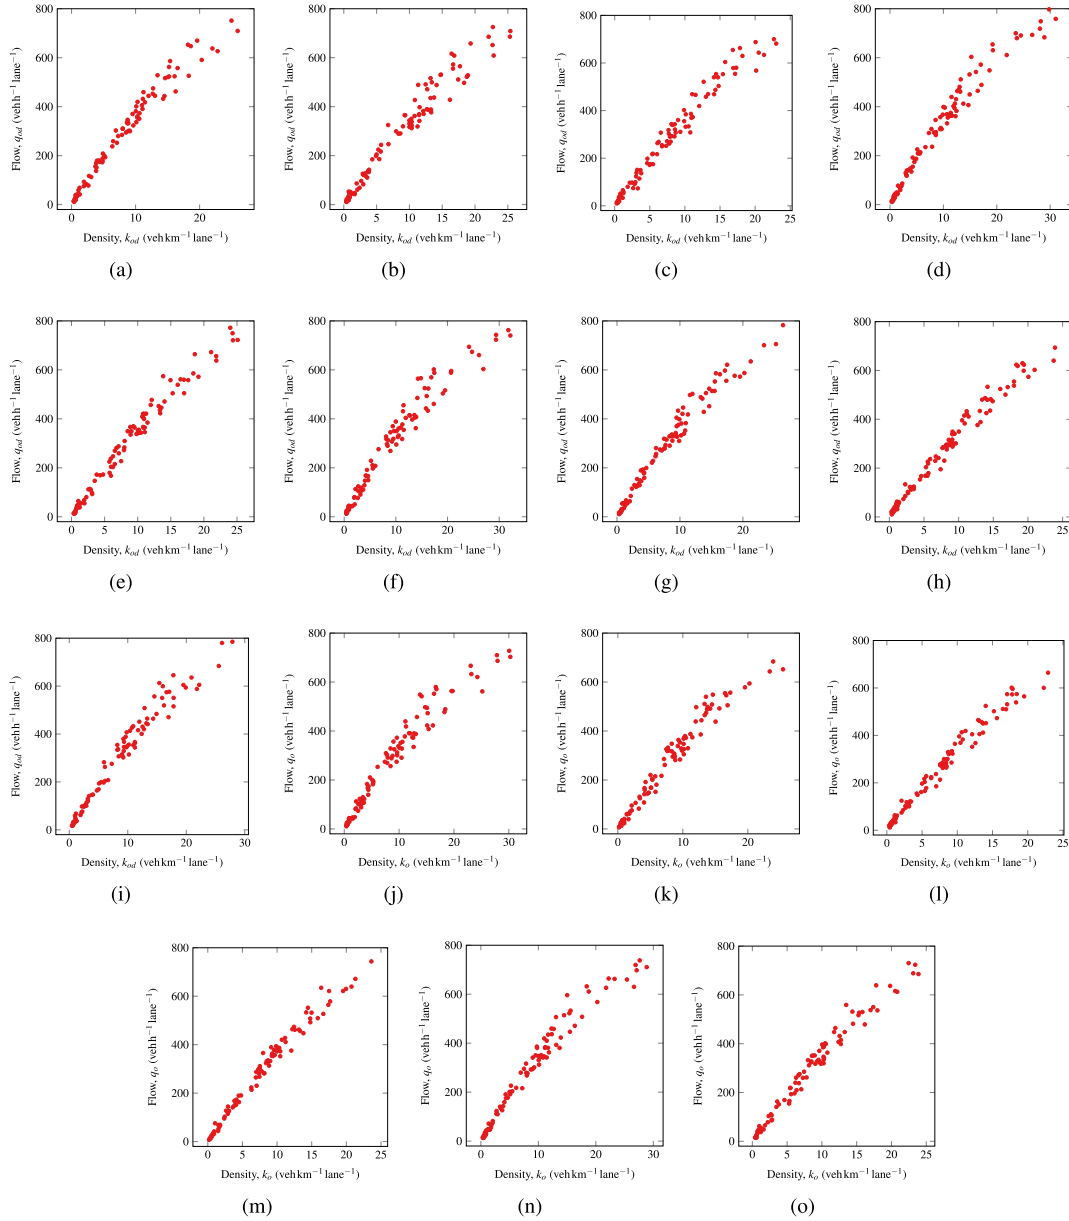 800
600
400
200
0
Flow, q_od (veh h⁻¹ lane⁻¹)
0 10 20
Density, k_od (veh km⁻¹ lane⁻¹)
(a)
800
600
400
200
0
Flow, q_od (veh h⁻¹ lane⁻¹)
0 5 10 15 20 25
Density, k_od (veh km⁻¹ lane⁻¹)
(b)
800
600
400
200
0
Flow, q_od (veh h⁻¹ lane⁻¹)
0 5 10 15 20 25
Density, k_od (veh km⁻¹ lane⁻¹)
(c)
800
600
400
200
0
Flow, q_od (veh h⁻¹ lane⁻¹)
0 10 20 30
Density, k_od (veh km⁻¹ lane⁻¹)
(d)
800
600
400
200
0
Flow, q_od (veh h⁻¹ lane⁻¹)
0 5 10 15 20 25
Density, k_od (veh km⁻¹ lane⁻¹)
(e)
800
600
400
200
0
Flow, q_od (veh h⁻¹ lane⁻¹)
0 10 20 30
Density, k_od (veh km⁻¹ lane⁻¹)
(f)
800
600
400
200
0
Flow, q_od (veh h⁻¹ lane⁻¹)
0 10 20
Density, k_od (veh km⁻¹ lane⁻¹)
(g)
800
600
400
200
0
Flow, q_od (veh h⁻¹ lane⁻¹)
0 5 10 15 20 25
Density, k_od (veh km⁻¹ lane⁻¹)
(h)
800
600
400
200
0
Flow, q_od (veh h⁻¹ lane⁻¹)
0 10 20 30
Density, k_od (veh km⁻¹ lane⁻¹)
(i)
800
600
400
200
0
Flow, q_o (veh h⁻¹ lane⁻¹)
0 10 20 30
Density, k_o (veh km⁻¹ lane⁻¹)
(j)
800
600
400
200
0
Flow, q_o (veh h⁻¹ lane⁻¹)
0 10 20
Density, k_o (veh km⁻¹ lane⁻¹)
(k)
800
600
400
200
0
Flow, q_o (veh h⁻¹ lane⁻¹)
0 5 10 15 20 25
Density, k_o (veh km⁻¹ lane⁻¹)
(l)
800
600
400
200
0
Flow, q_o (veh h⁻¹ lane⁻¹)
0 5 10 15 20 25
Density, k_o (veh km⁻¹ lane⁻¹)
(m)
800
600
400
200
0
Flow, q_o (veh h⁻¹ lane⁻¹)
0 10 20 30
Density, k_o (veh km⁻¹ lane⁻¹)
(n)
800
600
400
200
0
Flow, q_o (veh h⁻¹ lane⁻¹)
0 5 10 15 20 25
Density, k_o (veh km⁻¹ lane⁻¹)
(o)